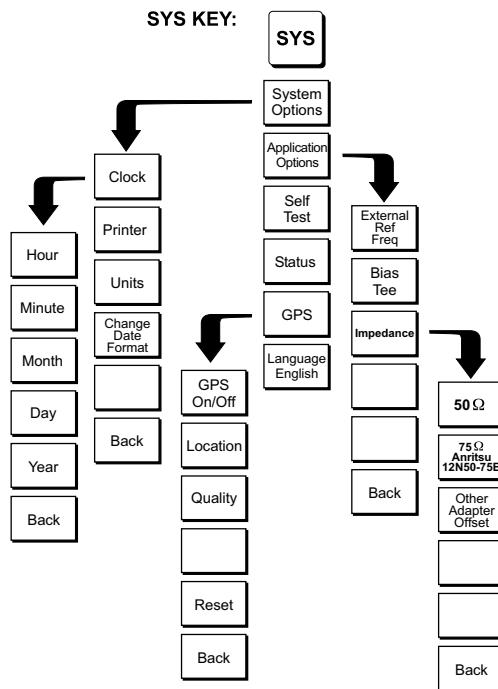 SYS KEY:
SYS
System
Options
Application
Options
Self
Test
Status
GPS
Language
English
Clock
Printer
Units
Change
Date
Format
Back
Hour
Minute
Month
Day
Year
Back
GPS
On/Off
Location
Quality
Reset
Back
External
Ref
Freq
Bias
Tee
Impedance
Back
50 Ω
75 Ω
Anritsu
12N50-75B
Other
Adapter
Offset
Back